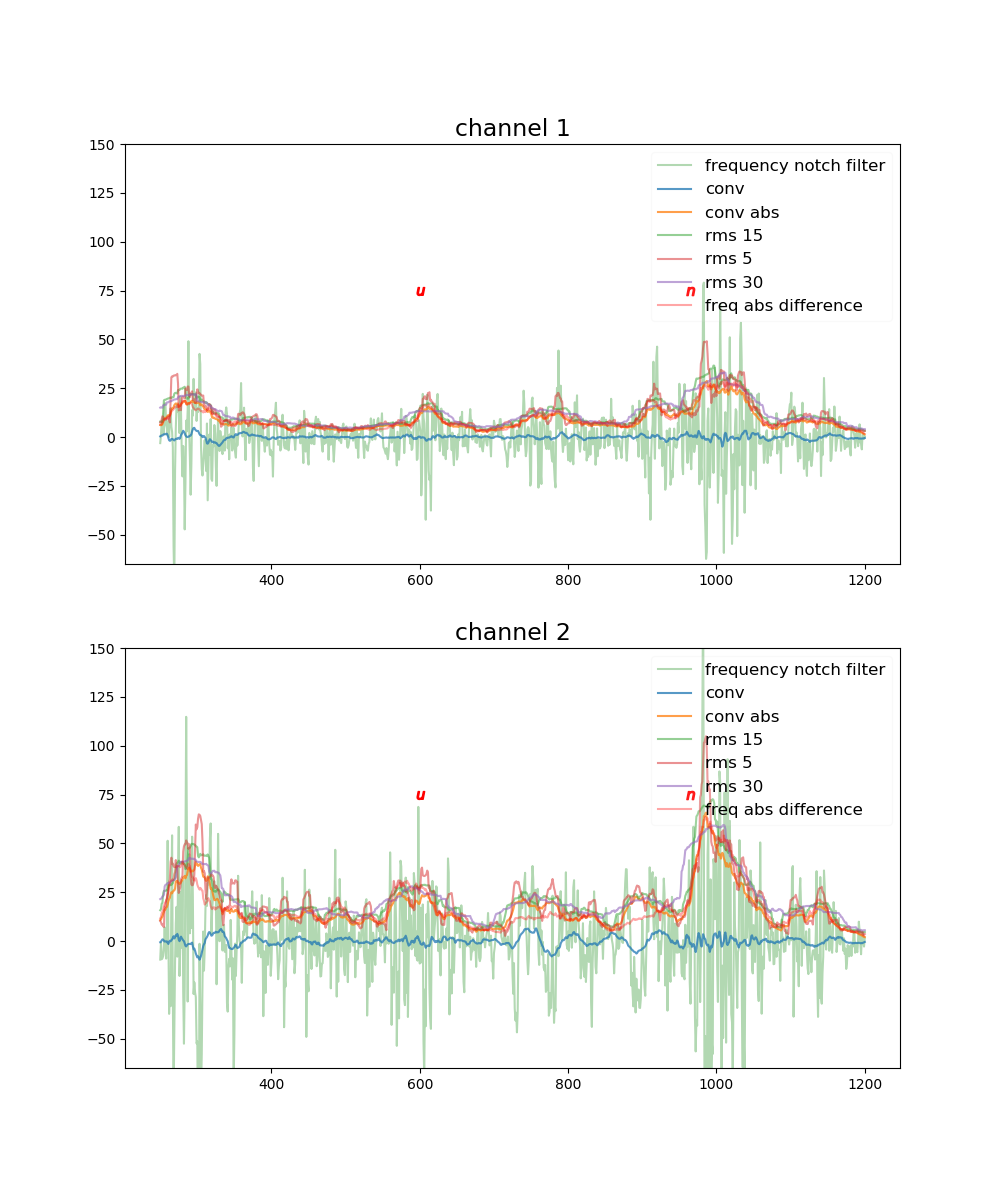 channel 1
150
125
100
75
50
25
0
−25
−50
frequency notch filter
conv
conv abs
rms 15
rms 5
rms 30
freq abs difference
u
n
400 600 800 1000 1200
channel 2
150
125
100
75
50
25
0
−25
−50
frequency notch filter
conv
conv abs
rms 15
rms 5
rms 30
freq abs difference
u
n
400 600 800 1000 1200